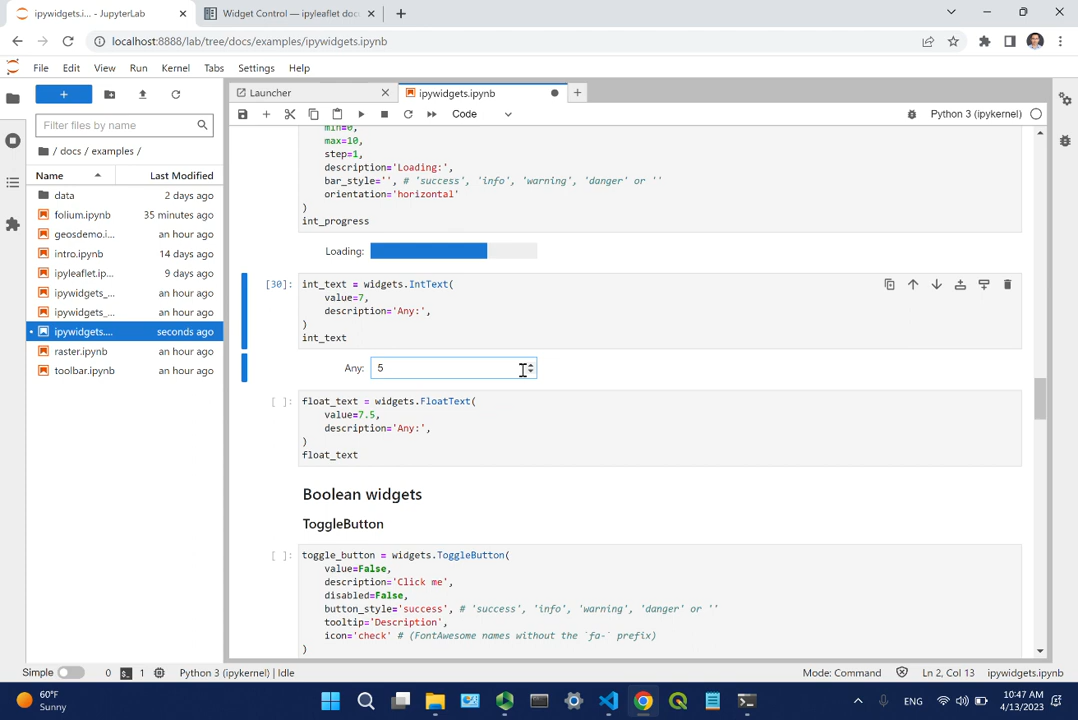 ipywidgets.i... - JupyterLab
Widget Control — ipyleaflet doc
localhost:8888/lab/tree/docs/examples/ipywidgets.ipynb
File Edit View Run Kernel Tabs Settings Help
Launcher
ipywidgets.ipynb
Code
Python 3 (ipykernel)
Filter files by name
/ docs / examples /
Name
Last Modified
data
2 days ago
folium.ipynb
35 minutes ago
geosdemo.i...
an hour ago
intro.ipynb
14 days ago
ipyleaflet.ip...
9 days ago
ipywidgets_...
an hour ago
ipywidgets_...
an hour ago
ipywidgets....
seconds ago
raster.ipynb
an hour ago
toolbar.ipynb
an hour ago
min=0,
max=10,
step=1,
description='Loading:',
bar_style='', # 'success', 'info', 'warning', 'danger' or ''
orientation='horizontal'
)
int_progress
Loading:
[30]:
int_text = widgets.IntText(
value=7,
description='Any:',
)
int_text
Any: 5
[ ]:
float_text = widgets.FloatText(
value=7.5,
description='Any:',
)
float_text
Boolean widgets
ToggleButton
[ ]:
toggle_button = widgets.ToggleButton(
value=False,
description='Click me',
disabled=False,
button_style='success', # 'success', 'info', 'warning', 'danger' or ''
tooltip='Description',
icon='check' # (FontAwesome names without the `fa-` prefix)
)
Simple
0
1
Python 3 (ipykernel) | Idle
Mode: Command
Ln 2, Col 13
ipywidgets.ipynb
60°F
Sunny
ENG
10:47 AM
4/13/2023